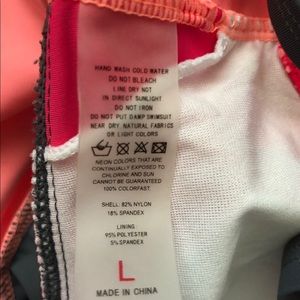 HAND WASH COLD WATER
DO NOT BLEACH
LINE DRY NOT
IN DIRECT SUNLIGHT
DO NOT IRON
DO NOT PUT DAMP SWIMSUIT
NEAR DRY NATURAL FABRICS
OR LIGHT COLORS
NEON COLORS THAT ARE
CONTINUALLY EXPOSED TO
CHLORINE AND SUN
CANNOT BE GUARANTEED
100% COLORFAST
SHELL: 82% NYLON
18% SPANDEX
LINING
95% POLYESTER
5% SPANDEX
L
MADE IN CHINA